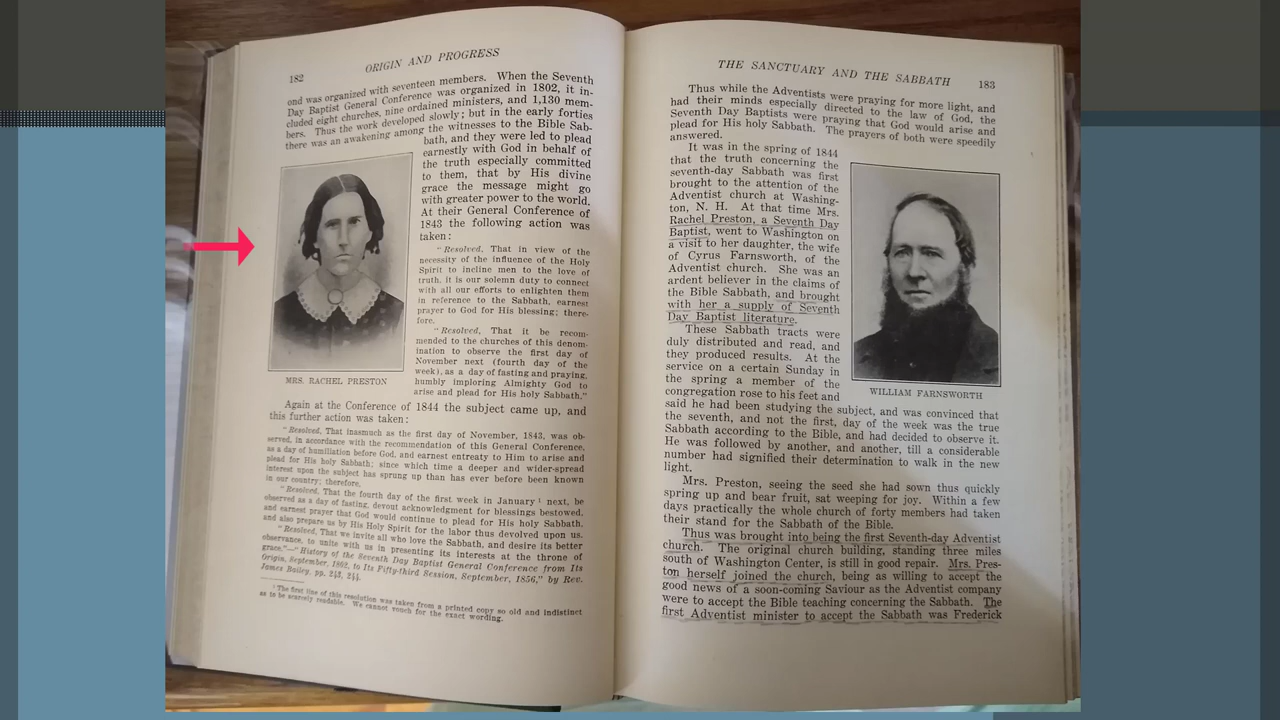 182
ORIGIN AND PROGRESS
ond was organized with seventeen members. When the Seventh
Day Baptist General Conference was organized in 1802, it in-
cluded eight churches, nine ordained ministers, and 1,130 mem-
bers. Thus the work developed slowly; but in the early forties
there was an awakening among the witnesses to the Bible Sab-
bath, and they were led to plead
earnestly with God in behalf of
the truth especially committed
to them, that by His divine
grace the message might go
with greater power to the world.
At their General Conference of
1843 the following action was
taken:
"Resolved, That in view of the
necessity of the influence of the Holy
Spirit to incline men to the love of
truth, it is our solemn duty to connect
with all our efforts to enlighten them
in reference to the Sabbath, earnest
prayer to God for His blessing; there-
fore,
"Resolved, That it be recom-
mended to the churches of this denom-
ination to observe the first day of
November next (fourth day of the
week), as a day of fasting and praying,
humbly imploring Almighty God to
arise and plead for His holy Sabbath."
MRS. RACHEL PRESTON
Again at the Conference of 1844 the subject came up, and
this further action was taken:
"Resolved, That inasmuch as the first day of November, 1843, was ob-
served, in accordance with the recommendation of this General Conference,
as a day of humiliation before God, and earnest entreaty to Him to arise and
plead for His holy Sabbath; since which time a deeper and wider-spread
interest upon the subject has sprung up than has ever before been known
in our country; therefore,
"Resolved, That the fourth day of the first week in January ¹ next, be
observed as a day of fasting, devout acknowledgment for blessings bestowed,
and earnest prayer that God would continue to plead for His holy Sabbath,
and also prepare us by His Holy Spirit for the labor thus devolved upon us.
"Resolved, That we invite all who love the Sabbath, and desire its better
observance, to unite with us in presenting its interests at the throne of
grace."—"History of the Seventh Day Baptist General Conference from Its
Origin, September, 1802, to Its Fifty-third Session, September, 1856," by Rev.
James Bailey, pp. 243, 244.
¹ The first line of this resolution was taken from a printed copy so old and indistinct
as to be scarcely readable. We cannot vouch for the exact wording.
THE SANCTUARY AND THE SABBATH
183
Thus while the Adventists were praying for more light, and
had their minds especially directed to the law of God, the
Seventh Day Baptists were praying that God would arise and
plead for His holy Sabbath. The prayers of both were speedily
answered.
It was in the spring of 1844
that the truth concerning the
seventh-day Sabbath was first
brought to the attention of the
Adventist church at Washing-
ton, N. H. At that time Mrs.
Rachel Preston, a Seventh Day
Baptist, went to Washington on
a visit to her daughter, the wife
of Cyrus Farnsworth, of the
Adventist church. She was an
ardent believer in the claims of
the Bible Sabbath, and brought
with her a supply of Seventh
Day Baptist literature.
These Sabbath tracts were
duly distributed and read, and
they produced results. At the
service on a certain Sunday in
the spring a member of the
congregation rose to his feet and
WILLIAM FARNSWORTH
said he had been studying the subject, and was convinced that
the seventh, and not the first, day of the week was the true
Sabbath according to the Bible, and had decided to observe it.
He was followed by another, and another, till a considerable
number had signified their determination to walk in the new
light.
Mrs. Preston, seeing the seed she had sown thus quickly
spring up and bear fruit, sat weeping for joy. Within a few
days practically the whole church of forty members had taken
their stand for the Sabbath of the Bible.
Thus was brought into being the first Seventh-day Adventist
church. The original church building, standing three miles
south of Washington Center, is still in good repair. Mrs. Pres-
ton herself joined the church, being as willing to accept the
good news of a soon-coming Saviour as the Adventist company
were to accept the Bible teaching concerning the Sabbath. The
first Adventist minister to accept the Sabbath was Frederick